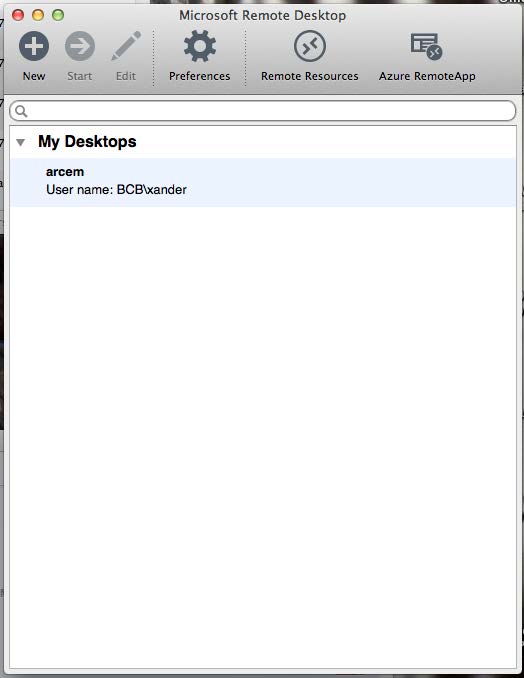 Microsoft Remote Desktop
New Start Edit Preferences Remote Resources Azure RemoteApp
My Desktops
arcem
User name: BCB\xander